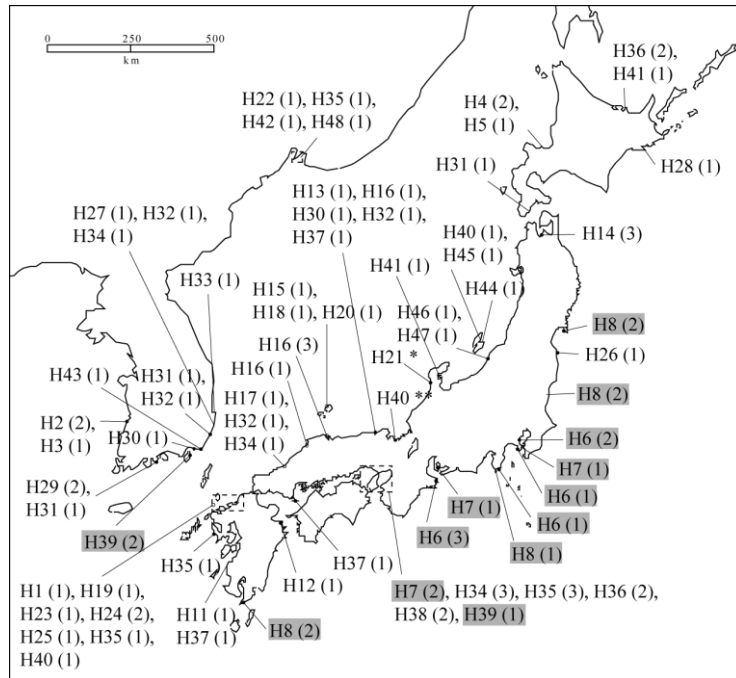 0 250 500
km
H36 (2),
H41 (1)
H22 (1), H35 (1),
H42 (1), H48 (1)
H4 (2),
H5 (1)
H31 (1)
H28 (1)
H13 (1), H16 (1),
H30 (1), H32 (1),
H37 (1)
H27 (1), H32 (1),
H34 (1)
H40 (1),
H45 (1)
H14 (3)
H41 (1)
H33 (1)
H15 (1),
H18 (1), H20 (1)
H44 (1)
H46 (1),
H47 (1)
H8 (2)
H16 (3)
H21 *
H26 (1)
H43 (1)
H31 (1),
H32 (1)
H16 (1)
H17 (1),
H32 (1),
H34 (1)
H40 **
H8 (2)
H2 (2),
H3 (1)
H30 (1)
H6 (2)
H7 (1)
H29 (2),
H31 (1)
H6 (1)
H7 (1)
H6 (1)
H39 (2)
H6 (3)
H8 (1)
H35 (1)
H37 (1)
H12 (1)
H1 (1), H19 (1),
H23 (1), H24 (2),
H25 (1), H35 (1),
H40 (1)
H11 (1),
H37 (1)
H7 (2), H34 (3), H35 (3), H36 (2),
H38 (2), H39 (1)
H8 (2)